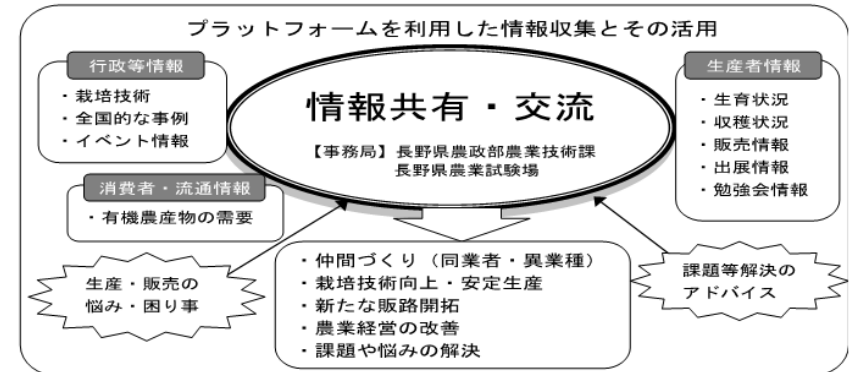 プラットフォームを利用した情報収集とその活用
行政等情報
・栽培技術
・全国的な事例
・イベント情報
消費者・流通情報
・有機農産物の需要
情報共有・交流
【事務局】長野県農政部農業技術課
長野県農業試験場
生産者情報
・生育状況
・収穫状況
・販売情報
・出展情報
・勉強会情報
生産・販売の
悩み・困り事
・仲間づくり(同業者・異業種)
・栽培技術向上・安定生産
・新たな販路開拓
・農業経営の改善
・課題や悩みの解決
課題等解決の
アドバイス